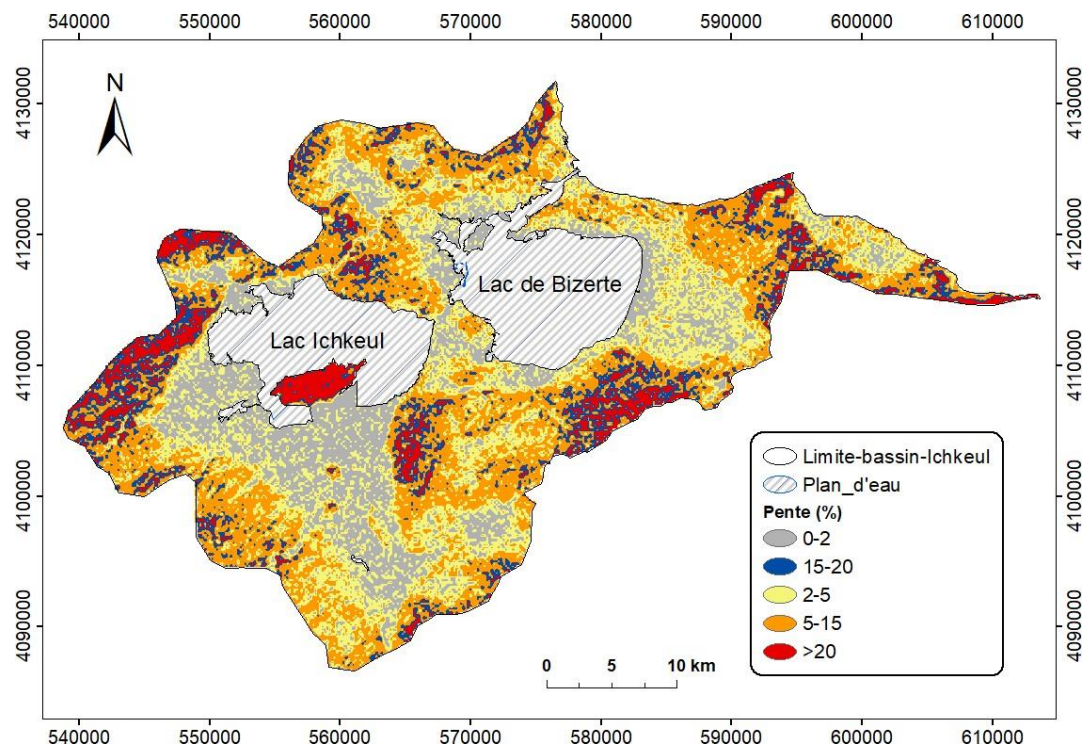 540000 550000 560000 570000 580000 590000 600000 610000
N
4130000 4130000
4120000 4120000
Lac de Bizerte
Lac Ichkeul
4110000 4110000
4100000 4100000
4090000 4090000
Limite-bassin-Ichkeul
Plan_d'eau
Pente (%)
0-2
15-20
2-5
5-15
>20
0 5 10 km
540000 550000 560000 570000 580000 590000 600000 610000